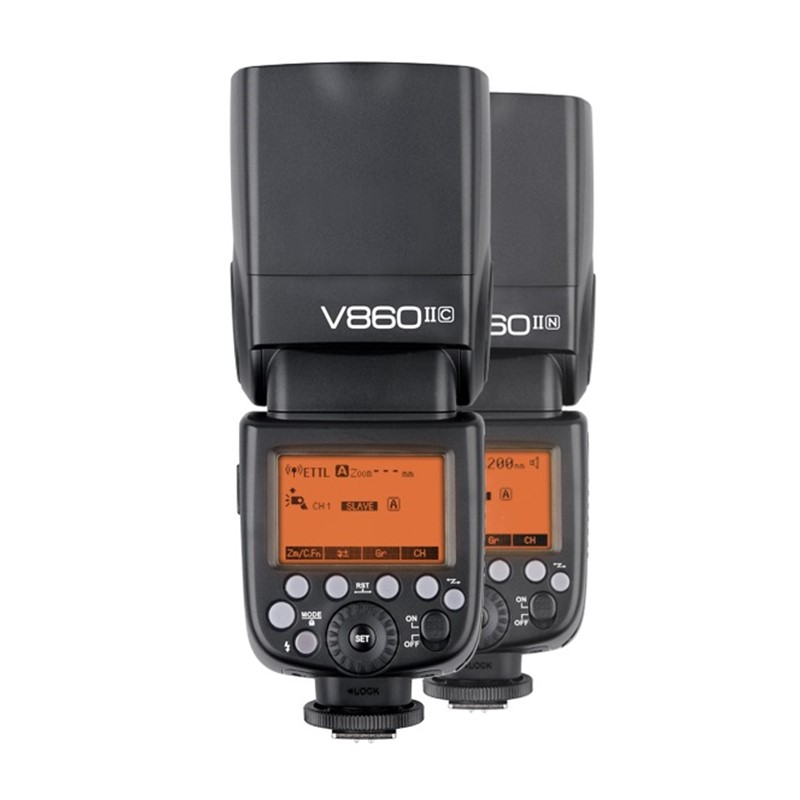 V860IIC
60IIN
ETTL A Zoom --- mm
CH1 SLAVE A
Zm/C.Fn Gr CH
RST
MODE
SET
ON
OFF
◄LOCK
200mm
A
Gr CH
ON
OFF
LOCK